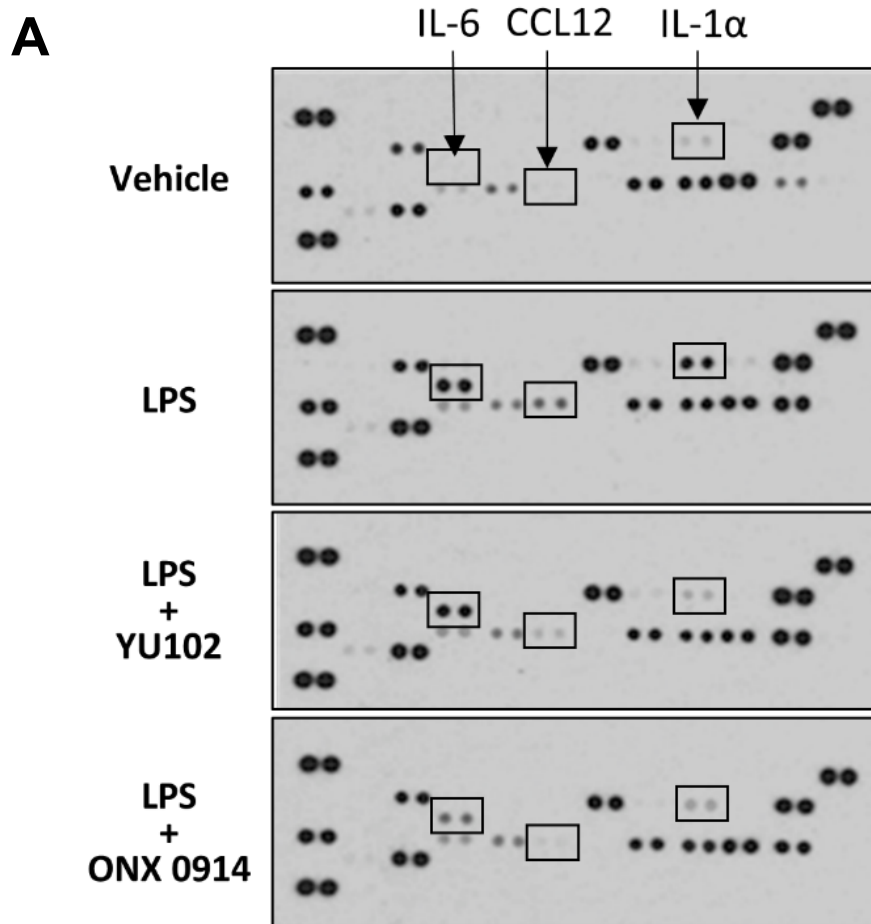 A
IL-6 CCL12 IL-1α
Vehicle
LPS
LPS
+
YU102
LPS
+
ONX 0914